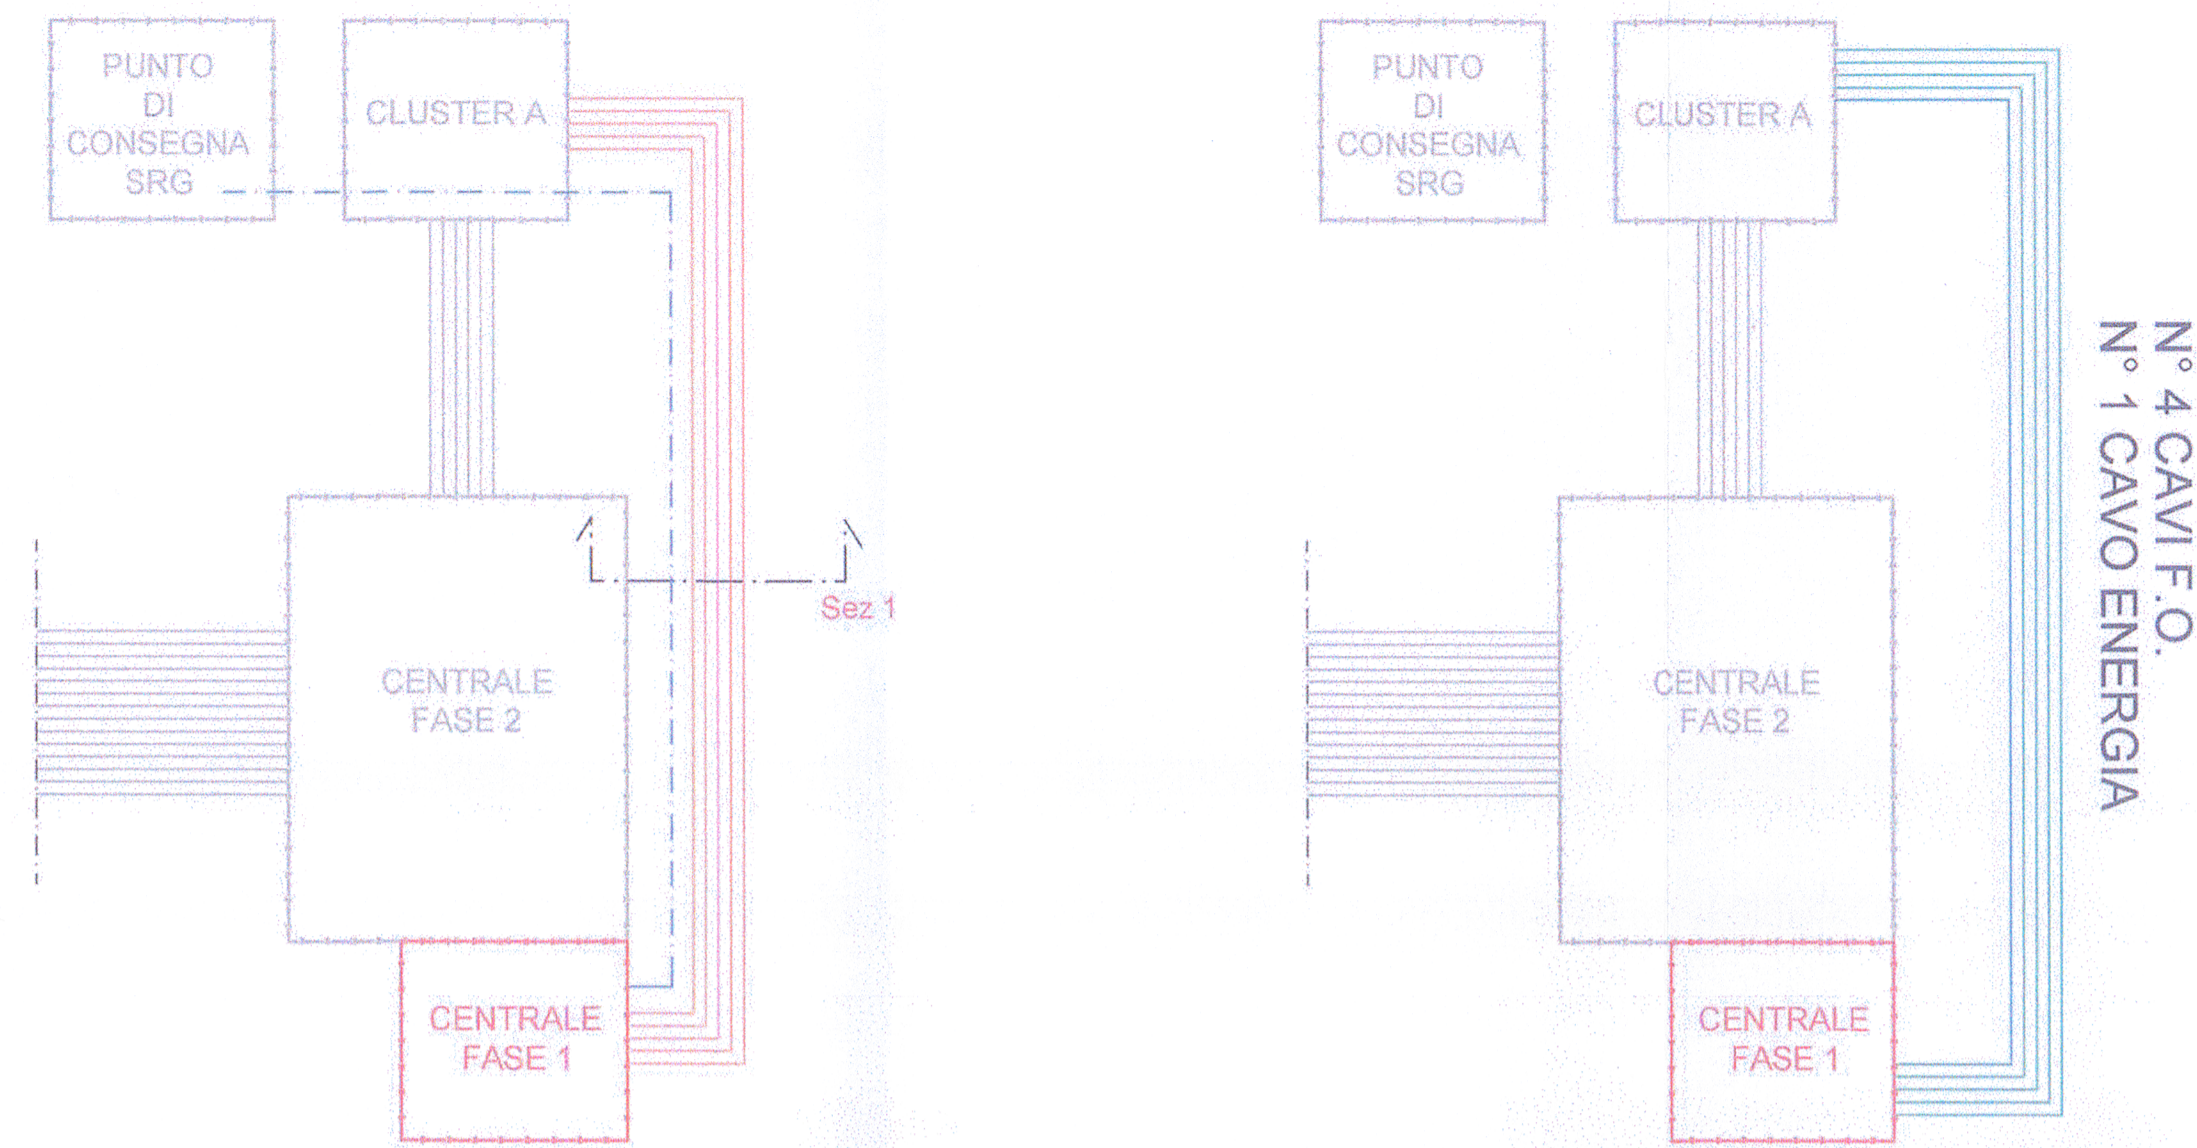 PUNTO
DI
CONSEGNA
SRG
CLUSTER A
Sez 1
CENTRALE
FASE 2
CENTRALE
FASE 1
PUNTO
DI
CONSEGNA
SRG
CLUSTER A
CENTRALE
FASE 2
CENTRALE
FASE 1
N° 4 CAVI F.O.
N° 1 CAVO ENERGIA